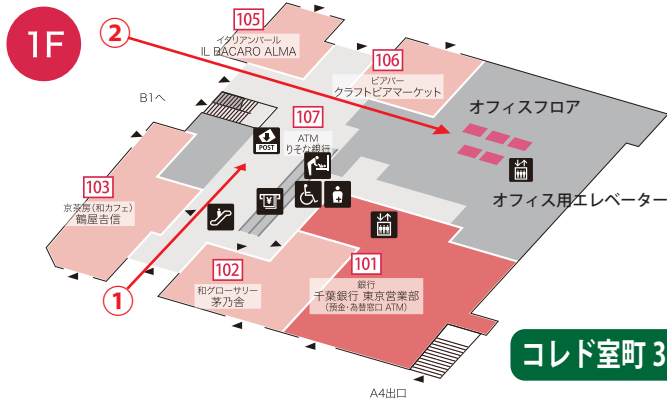 1F
②
105
イタリアンバール
IL BACARO ALMA
106
ビアバー
クラフトビアマーケット
オフィスフロア
B1へ
107
ATM
りそな銀行
POST
オフィス用エレベーター
103
京茶房(和カフェ)
鶴屋吉信
¥
102
和グローサリー
茅乃舎
101
銀行
千葉銀行 東京営業部
(預金・為替窓口 ATM)
①
コレド室町 3
A4出口